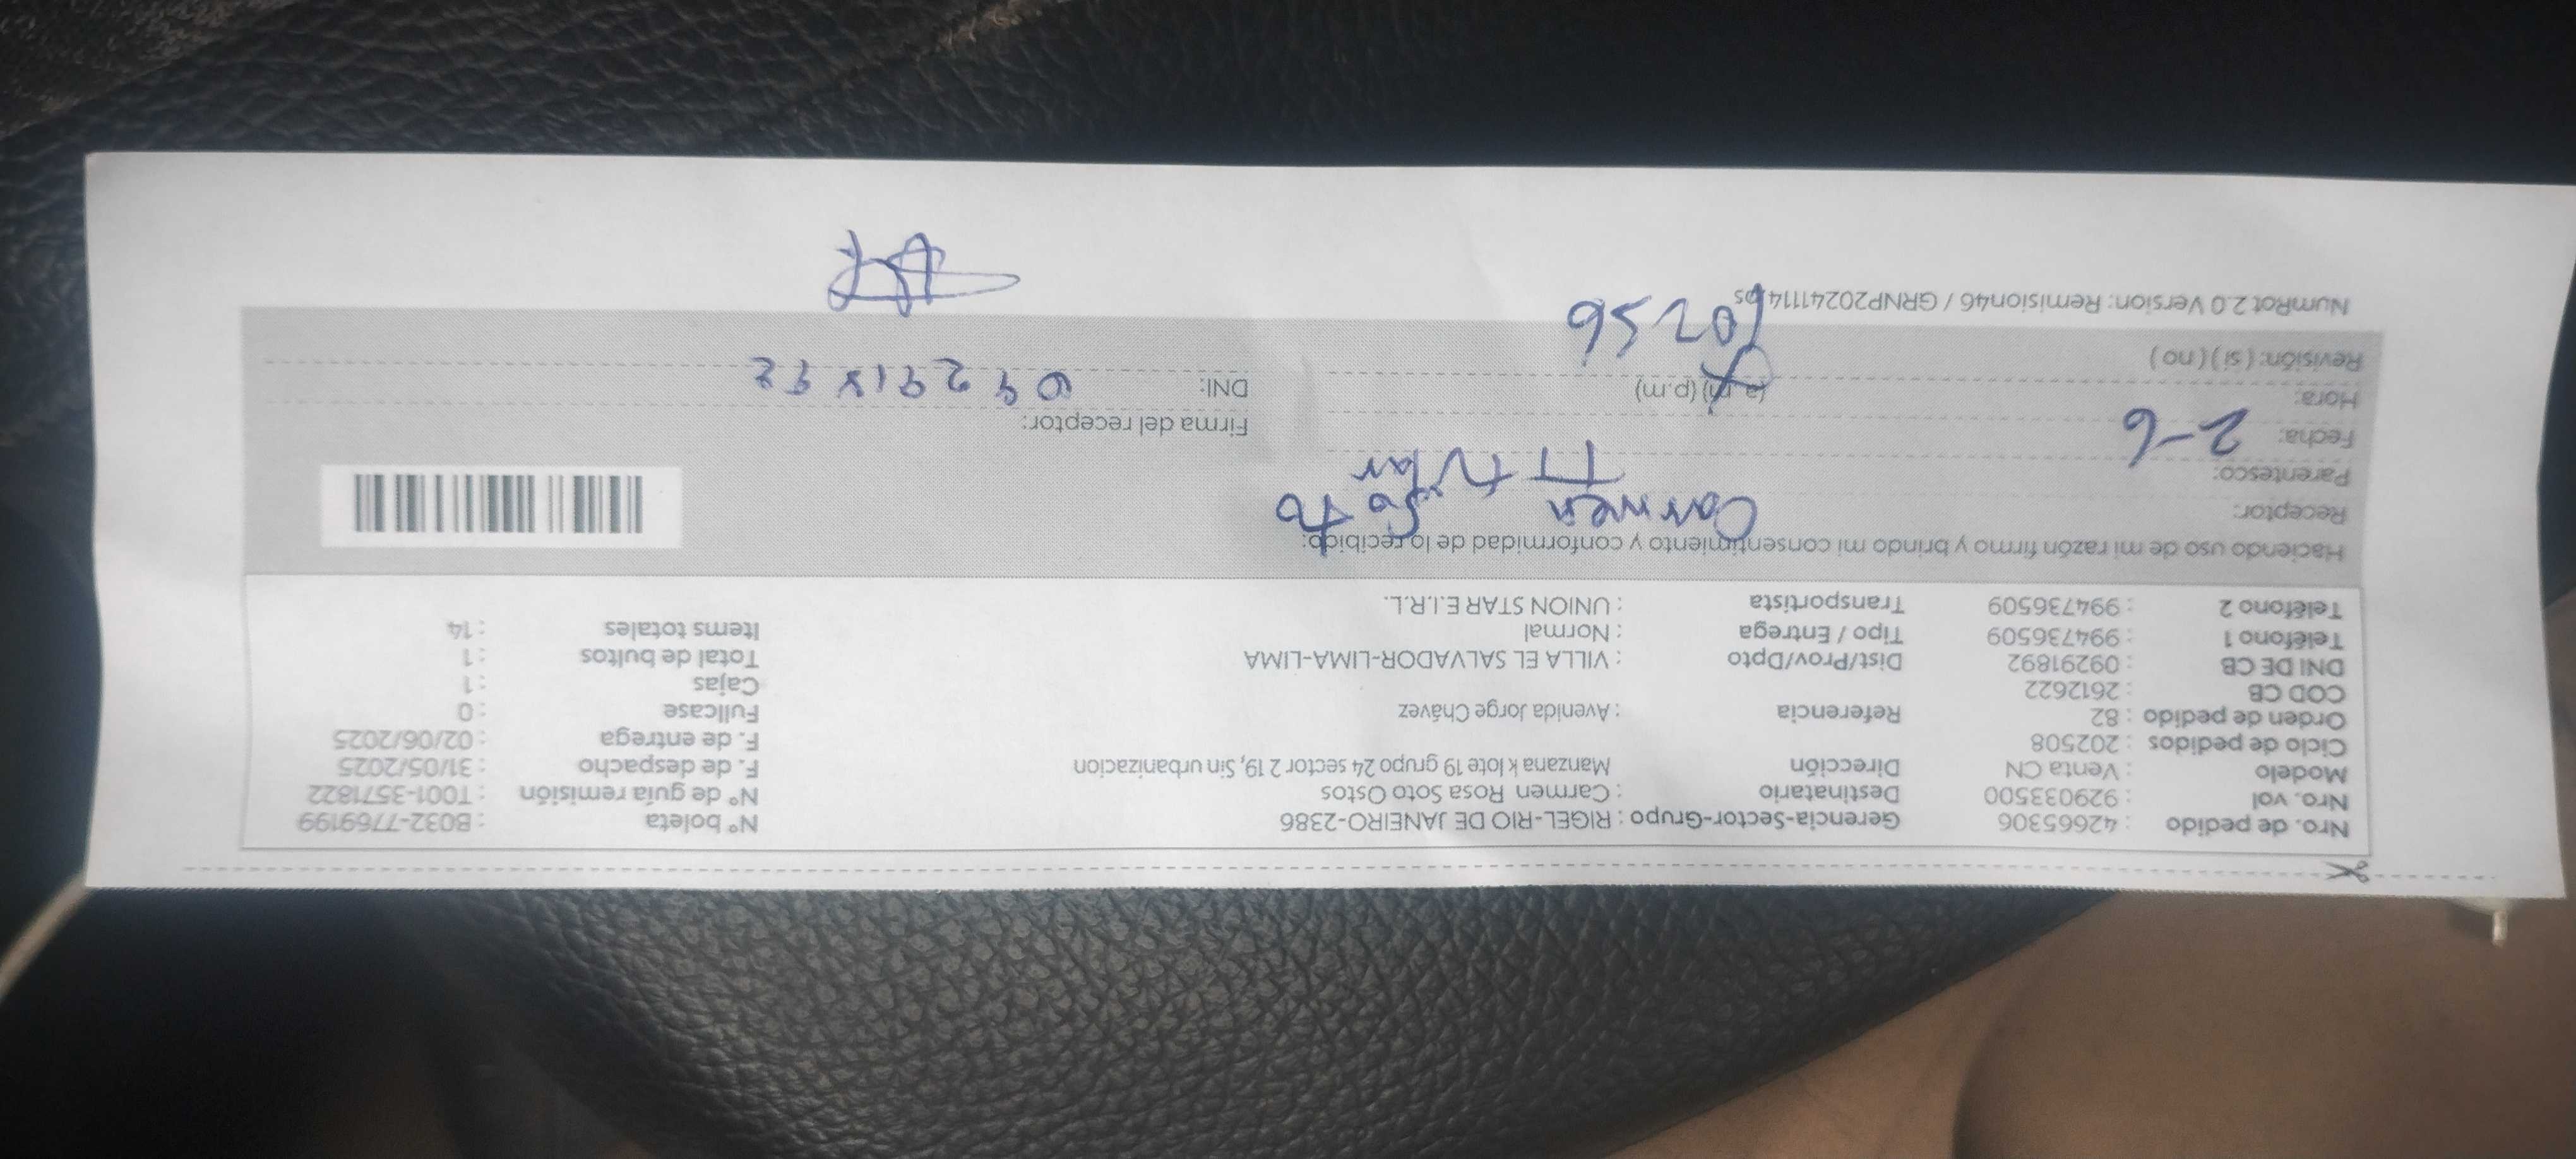 Nro. de pedido : 42665306 Gerencia-Sector-Grupo : RIGEL-RIO DE JANEIRO-2386 N° boleta : B032-7769199
Nro. vol : 929033500 Destinatario : Carmen Rosa Soto Ostos N° de guía remisión : T001-3571822
Modelo : Venta CN Dirección Manzana k lote 19 grupo 24 sector 2 19, Sin urbanizacion F. de despacho : 31/05/2025
Ciclo de pedidos : 202508 F. de entrega : 02/06/2025
Orden de pedido : 82 Referencia : Avenida Jorge Chávez Fullcase : 0
COD CB : 2612622 Cajas : 1
DNI DE CB : 09291892 Dist/Prov/Dpto : VILLA EL SALVADOR-LIMA-LIMA Total de bultos : 1
Teléfono 1 : 994736509 Tipo / Entrega : Normal Items totales : 14
Teléfono 2 : 994736509 Transportista : UNION STAR E.I.R.L.
Haciendo uso de mi razón firmo y brindo mi consentimiento y conformidad de lo recibido:
Receptor: Carmen Soto
Parentesco: Titular
Fecha: 2-6 Firma del receptor:
Hora: (a.m) (p.m) DNI: 09291892
Revisión: ( si ) ( no ) 10256
NumRot 2.0 Version: Remision46 / GRNP20241114.ps